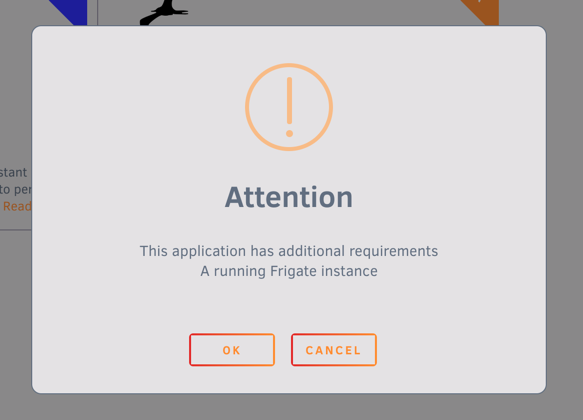 Attention
This application has additional requirements
A running Frigate instance
stant
to per
Read
OK
CANCEL